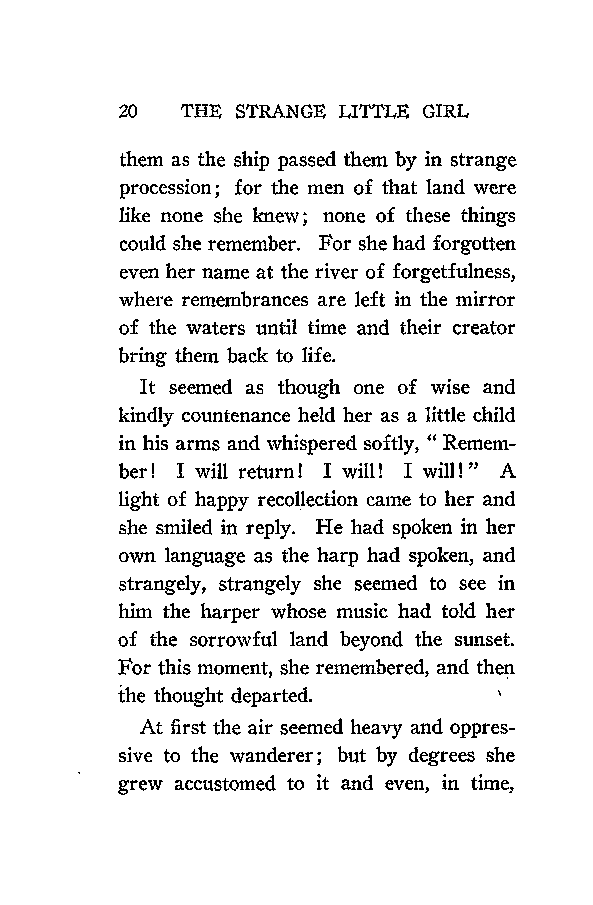 20 THE STRANGE LITTLE GIRL
them as the ship passed them by in strange
procession; for the men of that land were
like none she knew; none of these things
could she remember. For she had forgotten
even her name at the river of forgetfulness,
where remembrances are left in the mirror
of the waters until time and their creator
bring them back to life.
It seemed as though one of wise and
kindly countenance held her as a little child
in his arms and whispered softly, “ Remem-
ber! I will return! I will! I will!” A
light of happy recollection came to her and
she smiled in reply. He had spoken in her
own language as the harp had spoken, and
strangely, strangely she seemed to see in
him the harper whose music had told her
of the sorrowful land beyond the sunset.
For this moment, she remembered, and then
the thought departed.
At first the air seemed heavy and oppres-
sive to the wanderer; but by degrees she
grew accustomed to it and even, in time,